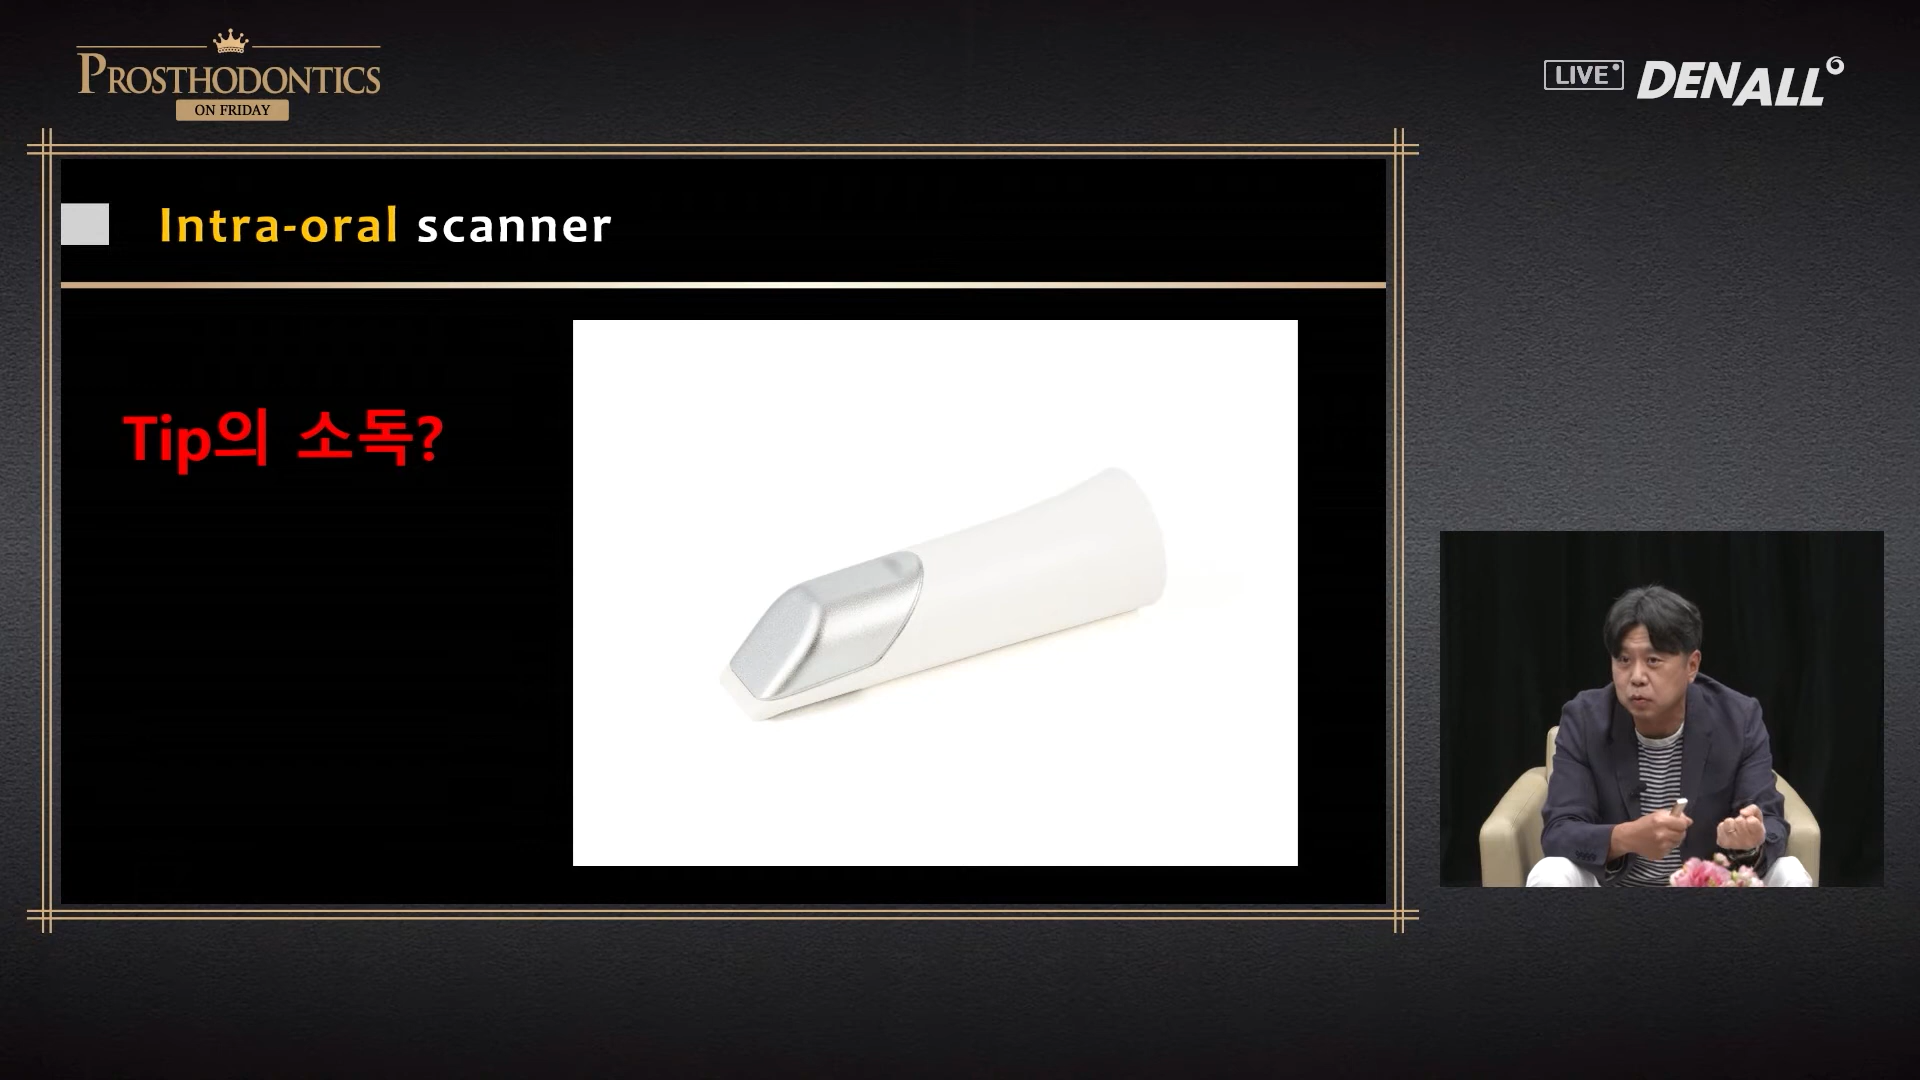 PROSTHODONTICS
ON FRIDAY
LIVE
DENALL
Intra-oral scanner
Tip의 소독?